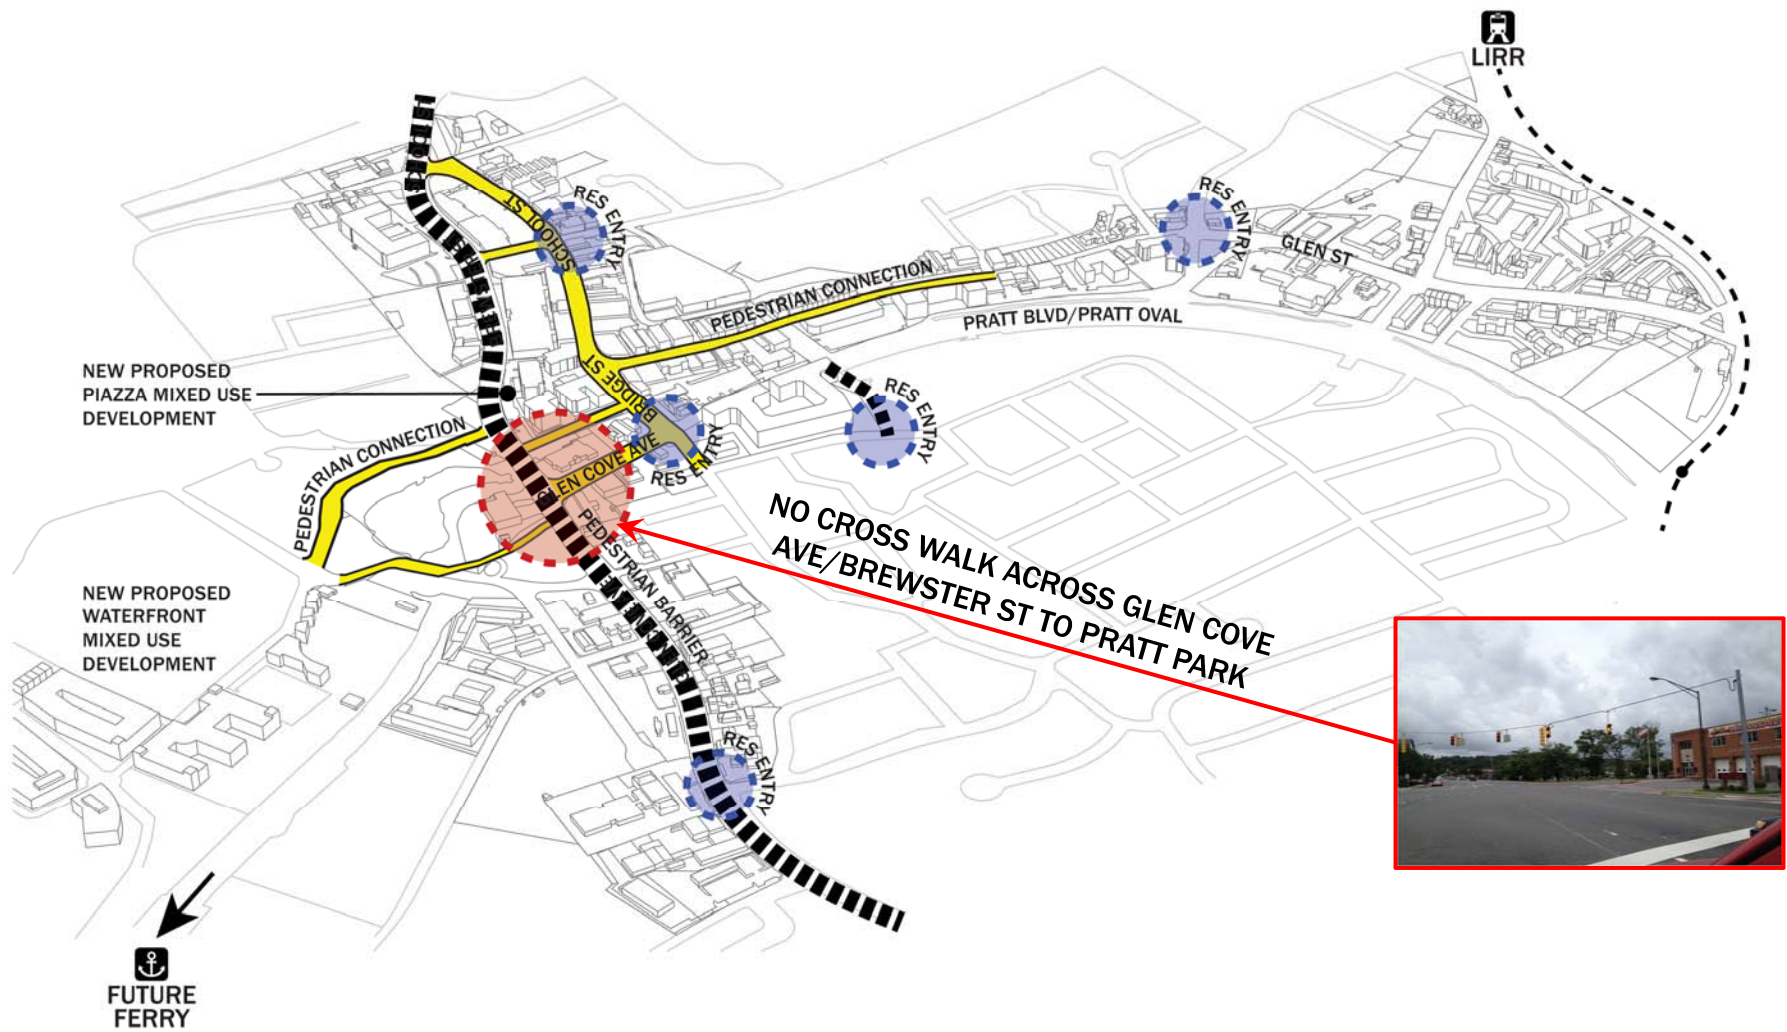 LIRR
RES ENTRY
RES ENTRY
SCHOOL ST
GLEN ST
PEDESTRIAN CONNECTION
PRATT BLVD/PRATT OVAL
NEW PROPOSED
PIAZZA MIXED USE
DEVELOPMENT
BRIDGE ST
BRIDGE
RES ENTRY
PEDESTRIAN CONNECTION
GLEN COVE AVE
RES ENTRY
PEDESTRIAN BARRIER
NO CROSS WALK ACROSS GLEN COVE
AVE/BREWSTER ST TO PRATT PARK
NEW PROPOSED
WATERFRONT
MIXED USE
DEVELOPMENT
RES ENTRY
FUTURE
FERRY